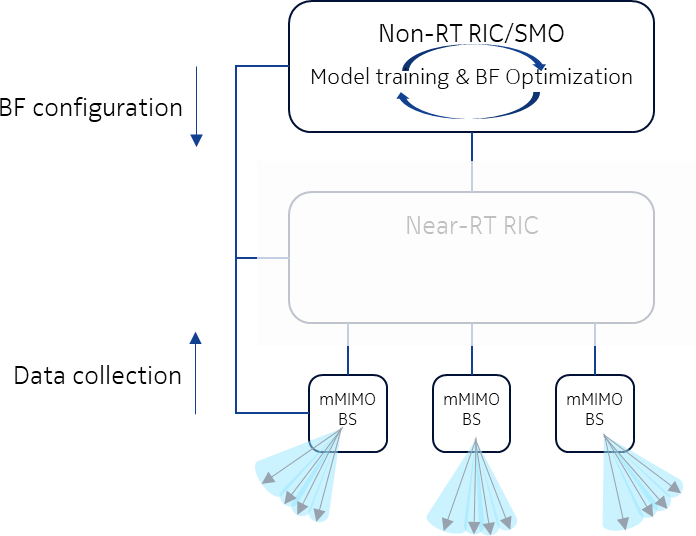 Non-RT RIC/SMO
Model training & BF Optimization
BF configuration
Near-RT RIC
Data collection
mMIMO
BS
mMIMO
BS
mMIMO
BS